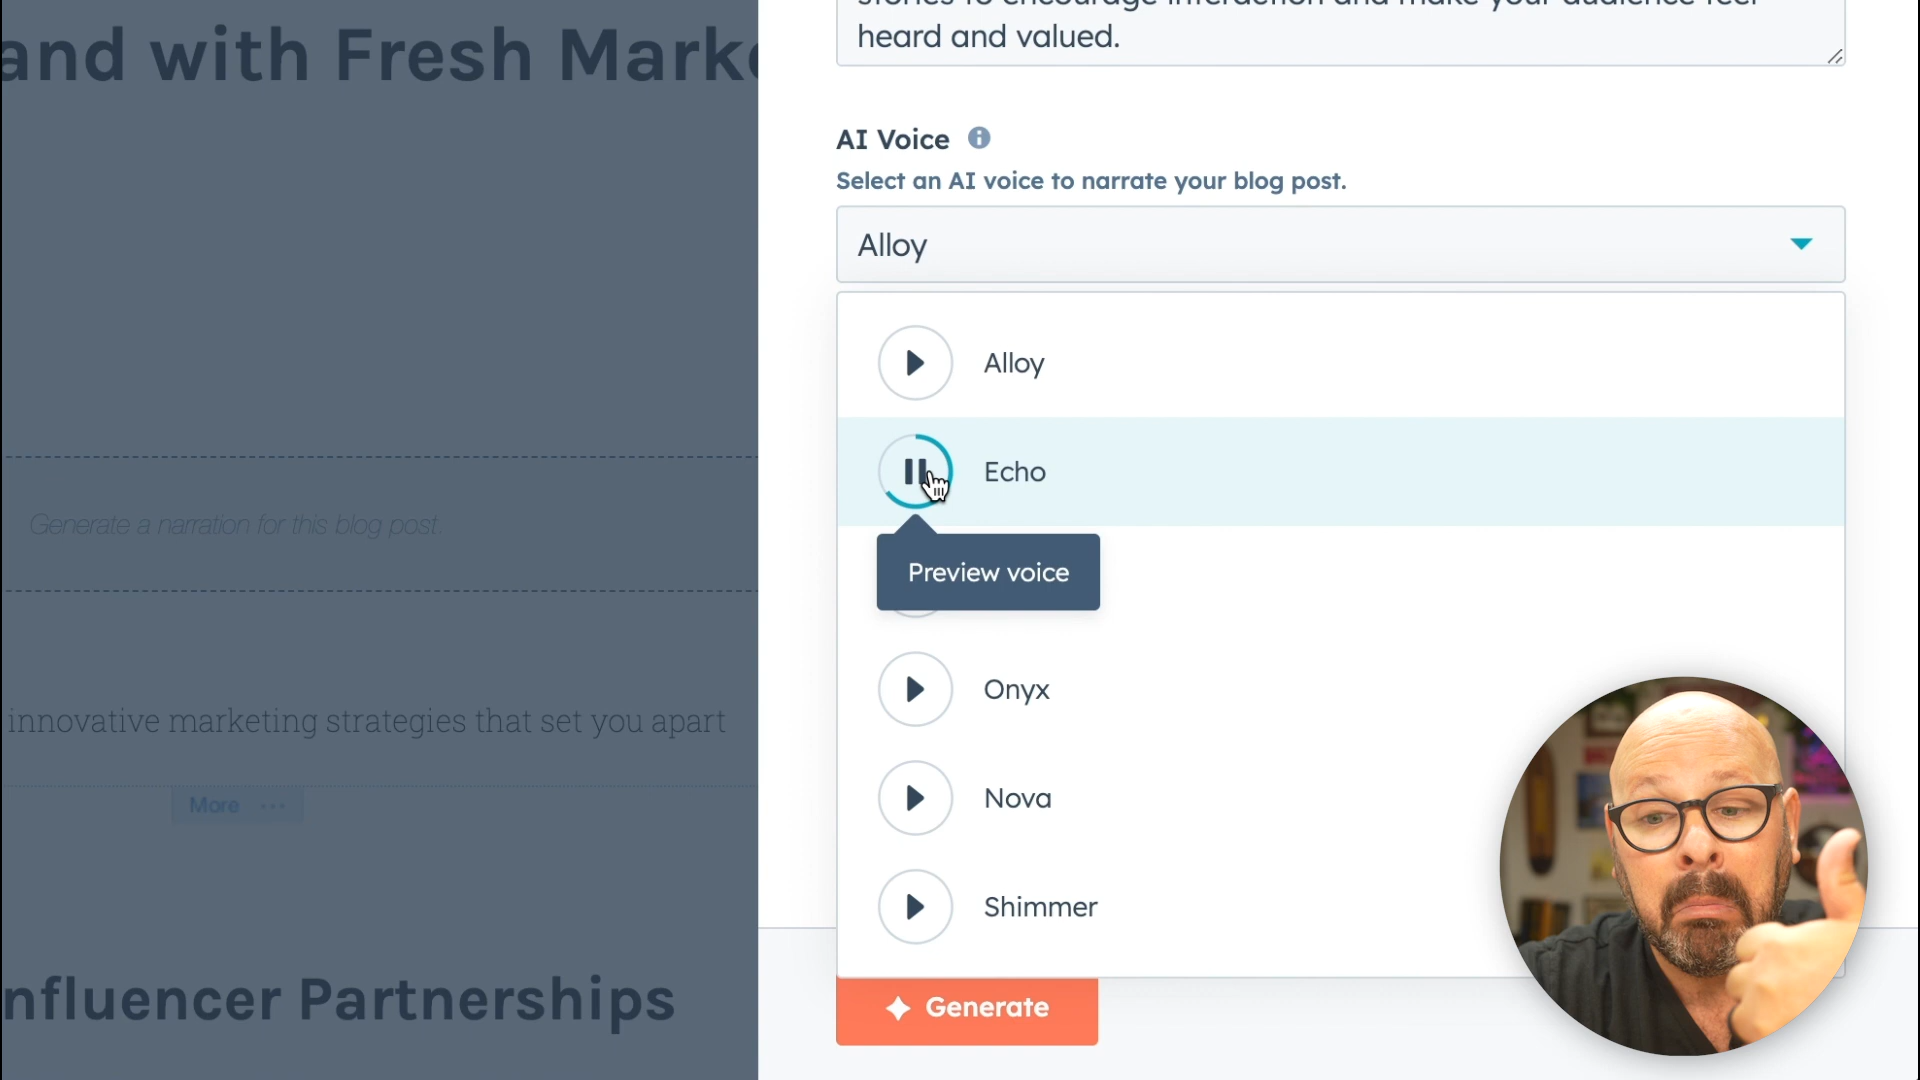 and with Fresh Mark
heard and valued.
AI Voice
Select an AI voice to narrate your blog post.
Alloy
Alloy
Echo
Preview voice
Generate a narration for this blog post.
Onyx
innovative marketing strategies that set you apart
Nova
More
Shimmer
nfluencer Partnerships
Generate